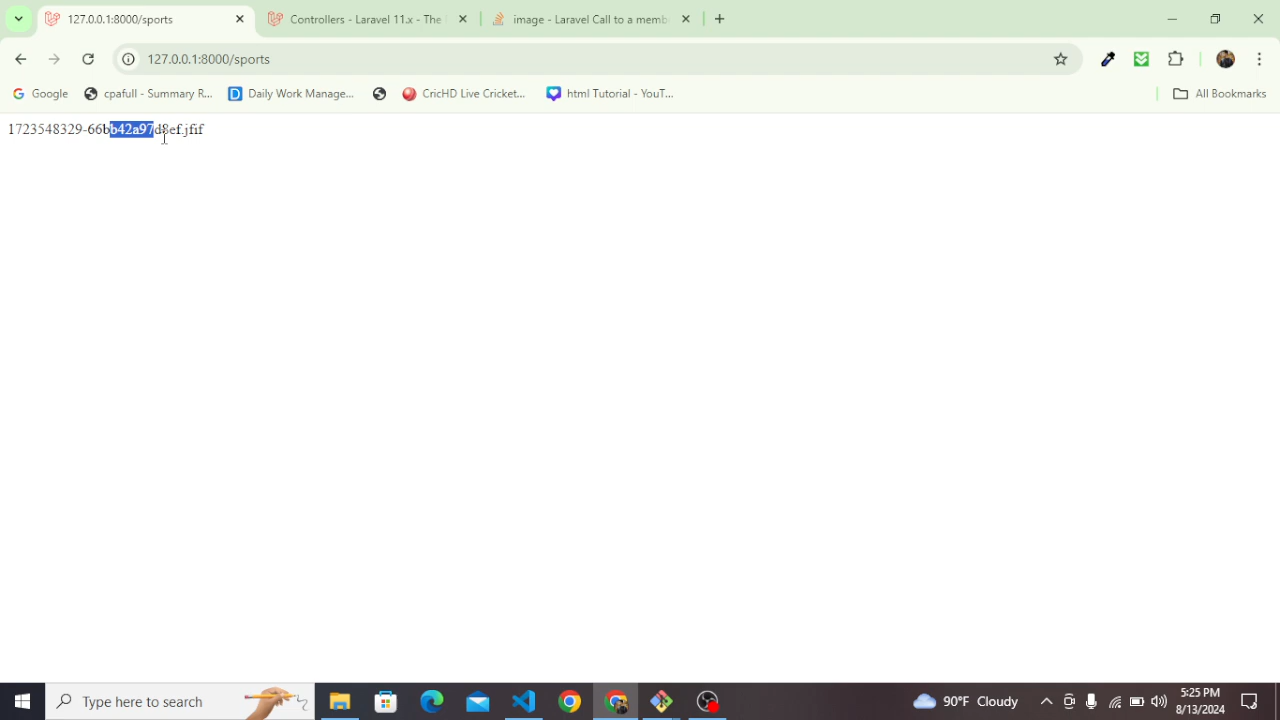 127.0.0.1:8000/sports
Controllers - Laravel 11.x - The
image - Laravel Call to a memb
127.0.0.1:8000/sports
Google
cpafull - Summary R...
Daily Work Manage...
CricHD Live Cricket...
html Tutorial - YouT...
All Bookmarks
1723548329-66bb42a97d8ef.jfif
Type here to search
90°F Cloudy
5:25 PM
8/13/2024